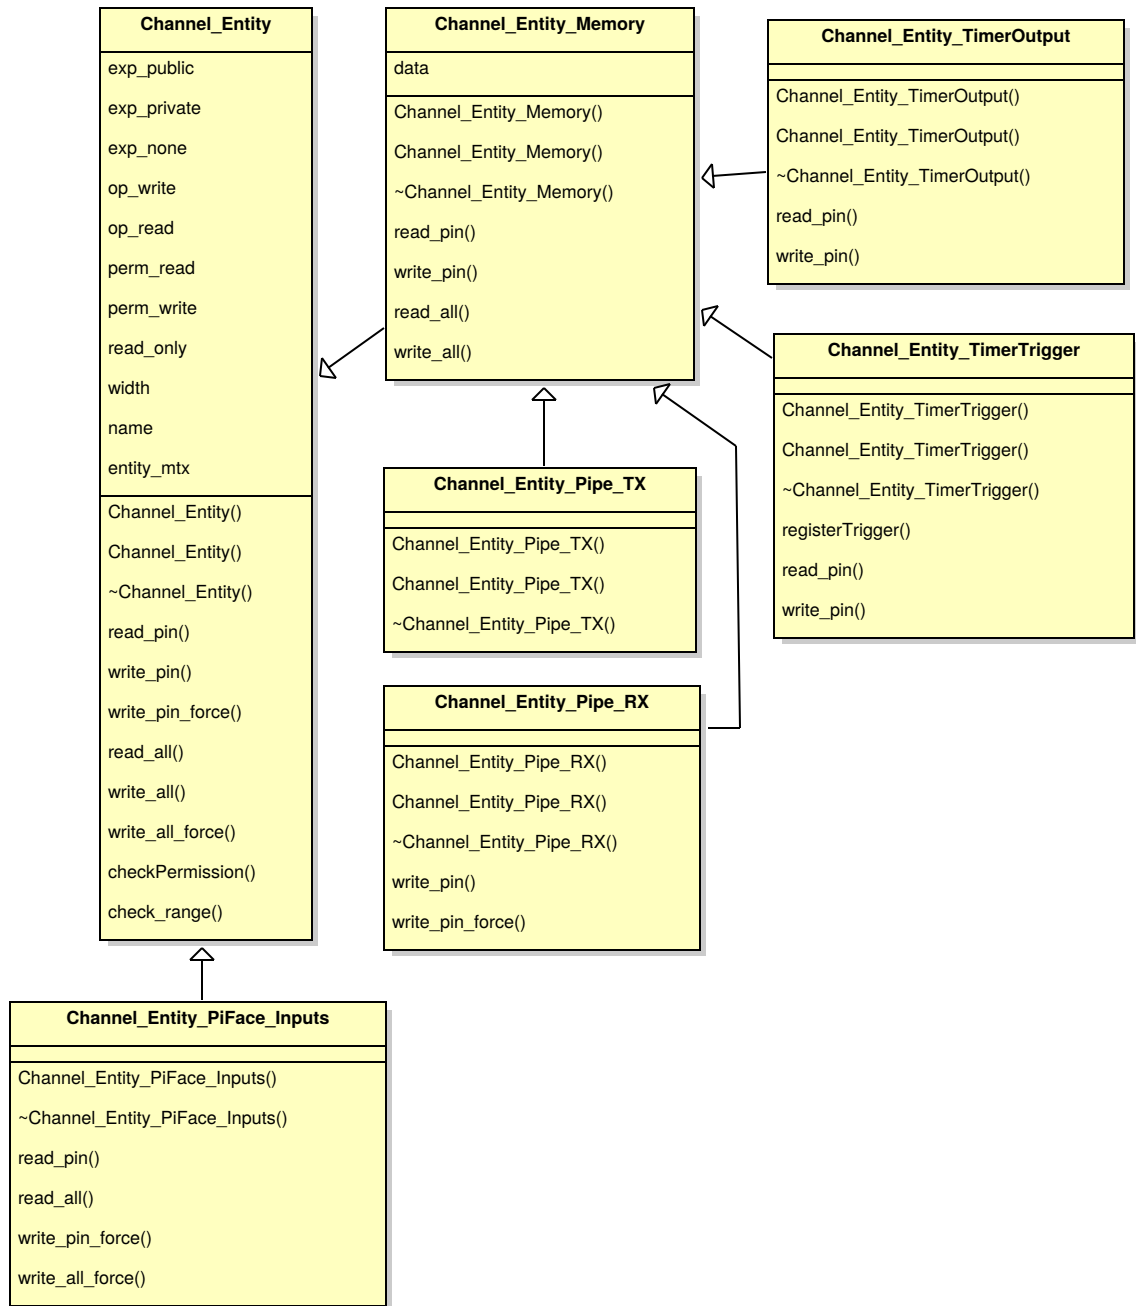 Channel_Entity
exp_public
exp_private
exp_none
op_write
op_read
perm_read
perm_write
read_only
width
name
entity_mtx
Channel_Entity()
Channel_Entity()
~Channel_Entity()
read_pin()
write_pin()
write_pin_force()
read_all()
write_all()
write_all_force()
checkPermission()
check_range()
Channel_Entity_Memory
data
Channel_Entity_Memory()
Channel_Entity_Memory()
~Channel_Entity_Memory()
read_pin()
write_pin()
read_all()
write_all()
Channel_Entity_TimerOutput
Channel_Entity_TimerOutput()
Channel_Entity_TimerOutput()
~Channel_Entity_TimerOutput()
read_pin()
write_pin()
Channel_Entity_TimerTrigger
Channel_Entity_TimerTrigger()
Channel_Entity_TimerTrigger()
~Channel_Entity_TimerTrigger()
registerTrigger()
read_pin()
write_pin()
Channel_Entity_Pipe_TX
Channel_Entity_Pipe_TX()
Channel_Entity_Pipe_TX()
~Channel_Entity_Pipe_TX()
Channel_Entity_Pipe_RX
Channel_Entity_Pipe_RX()
Channel_Entity_Pipe_RX()
~Channel_Entity_Pipe_RX()
write_pin()
write_pin_force()
Channel_Entity_PiFace_Inputs
Channel_Entity_PiFace_Inputs()
~Channel_Entity_PiFace_Inputs()
read_pin()
read_all()
write_pin_force()
write_all_force()